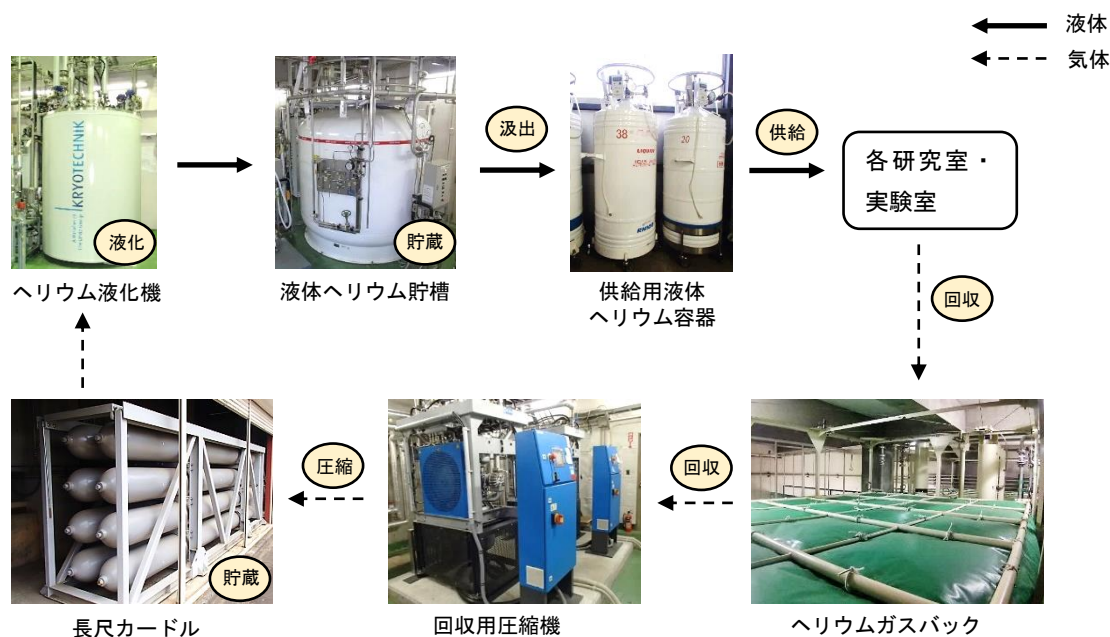 液体
気体
汲出
供給
KRYOTECHNIK
38
20
各研究室・
実験室
液化
貯蔵
ヘリウム液化機
液体ヘリウム貯槽
供給用液体
ヘリウム容器
回収
圧縮
回収
貯蔵
長尺カードル
回収用圧縮機
ヘリウムガスバック